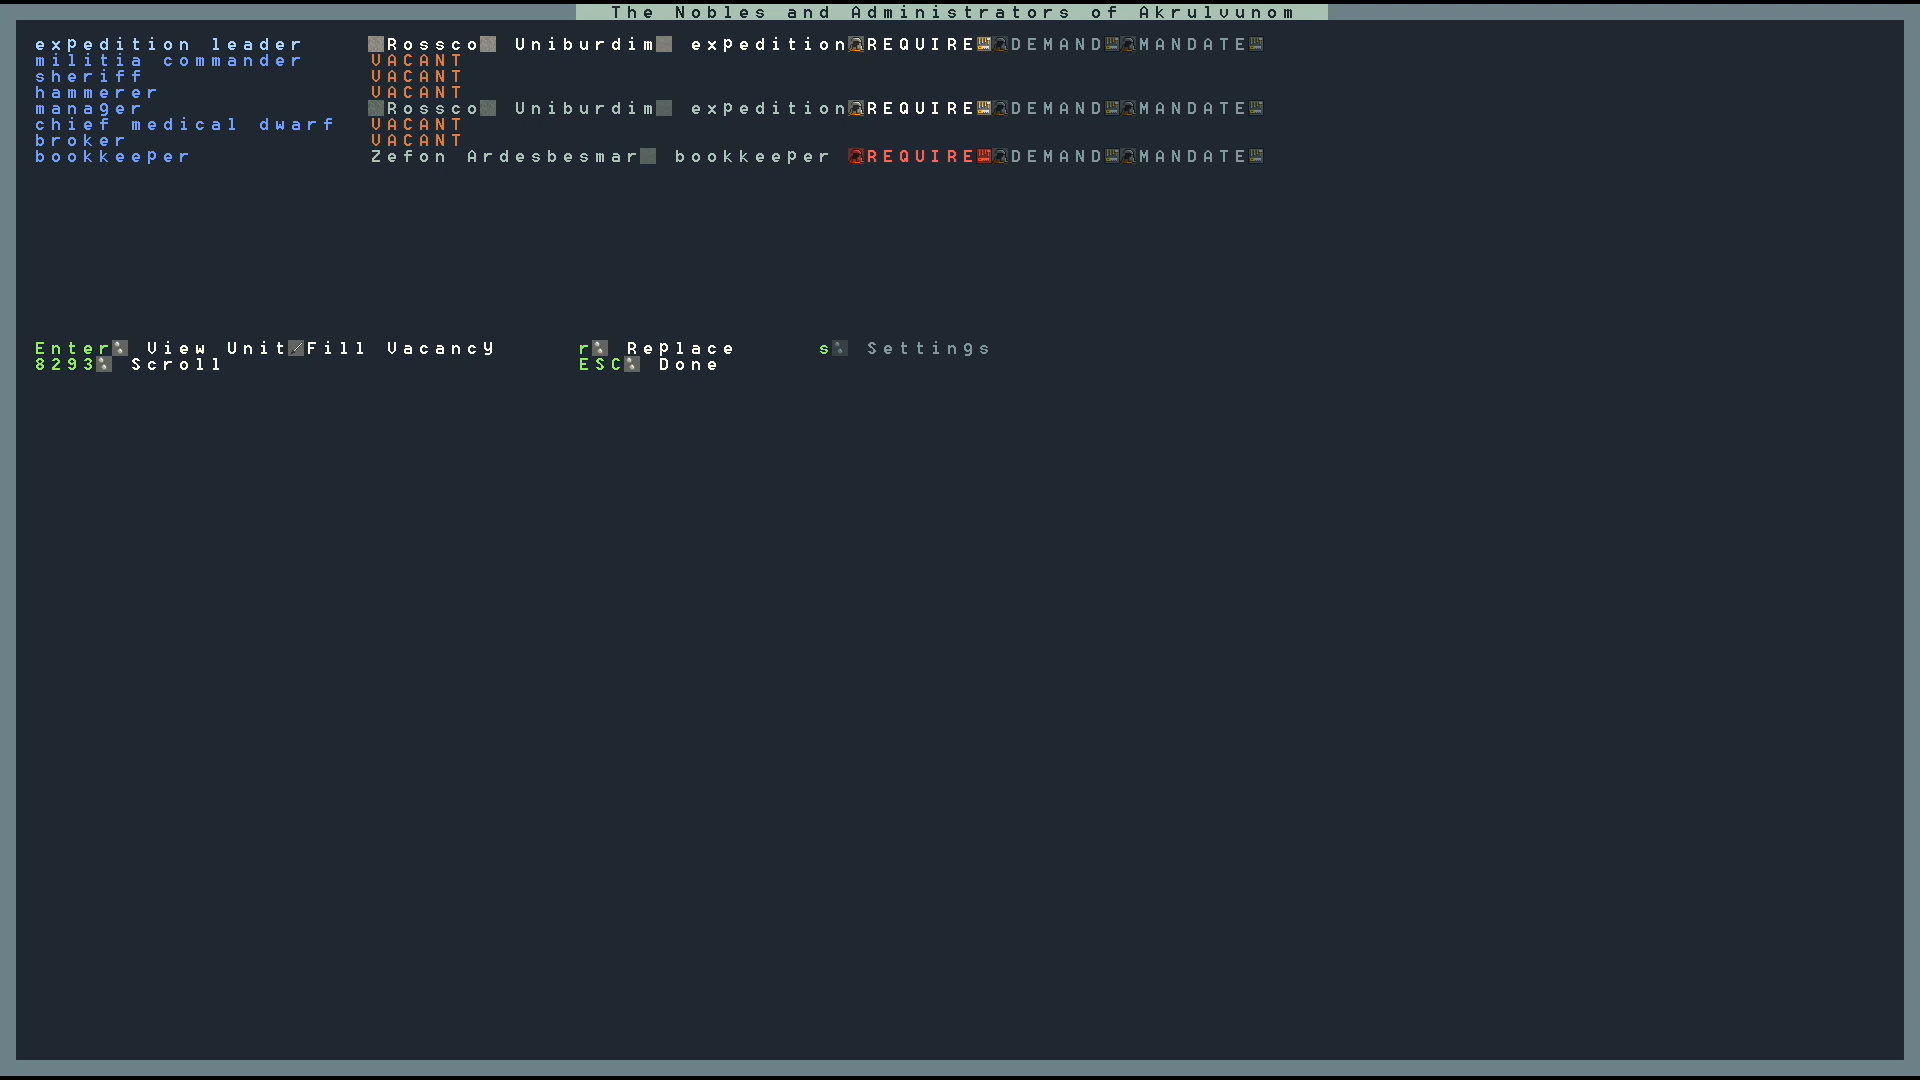 The Nobles and Administrators of Akrulvunom
expedition leader Rossco Uniburdim expedition REQUIRE DEMAND MANDATE
militia commander VACANT
sheriff VACANT
hammerer VACANT
manager Rossco Uniburdim expedition REQUIRE DEMAND MANDATE
chief medical dwarf VACANT
broker VACANT
bookkeeper Zefon Ardesbesmar bookkeeper REQUIRE DEMAND MANDATE
Enter: View Unit/Fill Vacancy r: Replace s: Settings
8293: Scroll ESC: Done